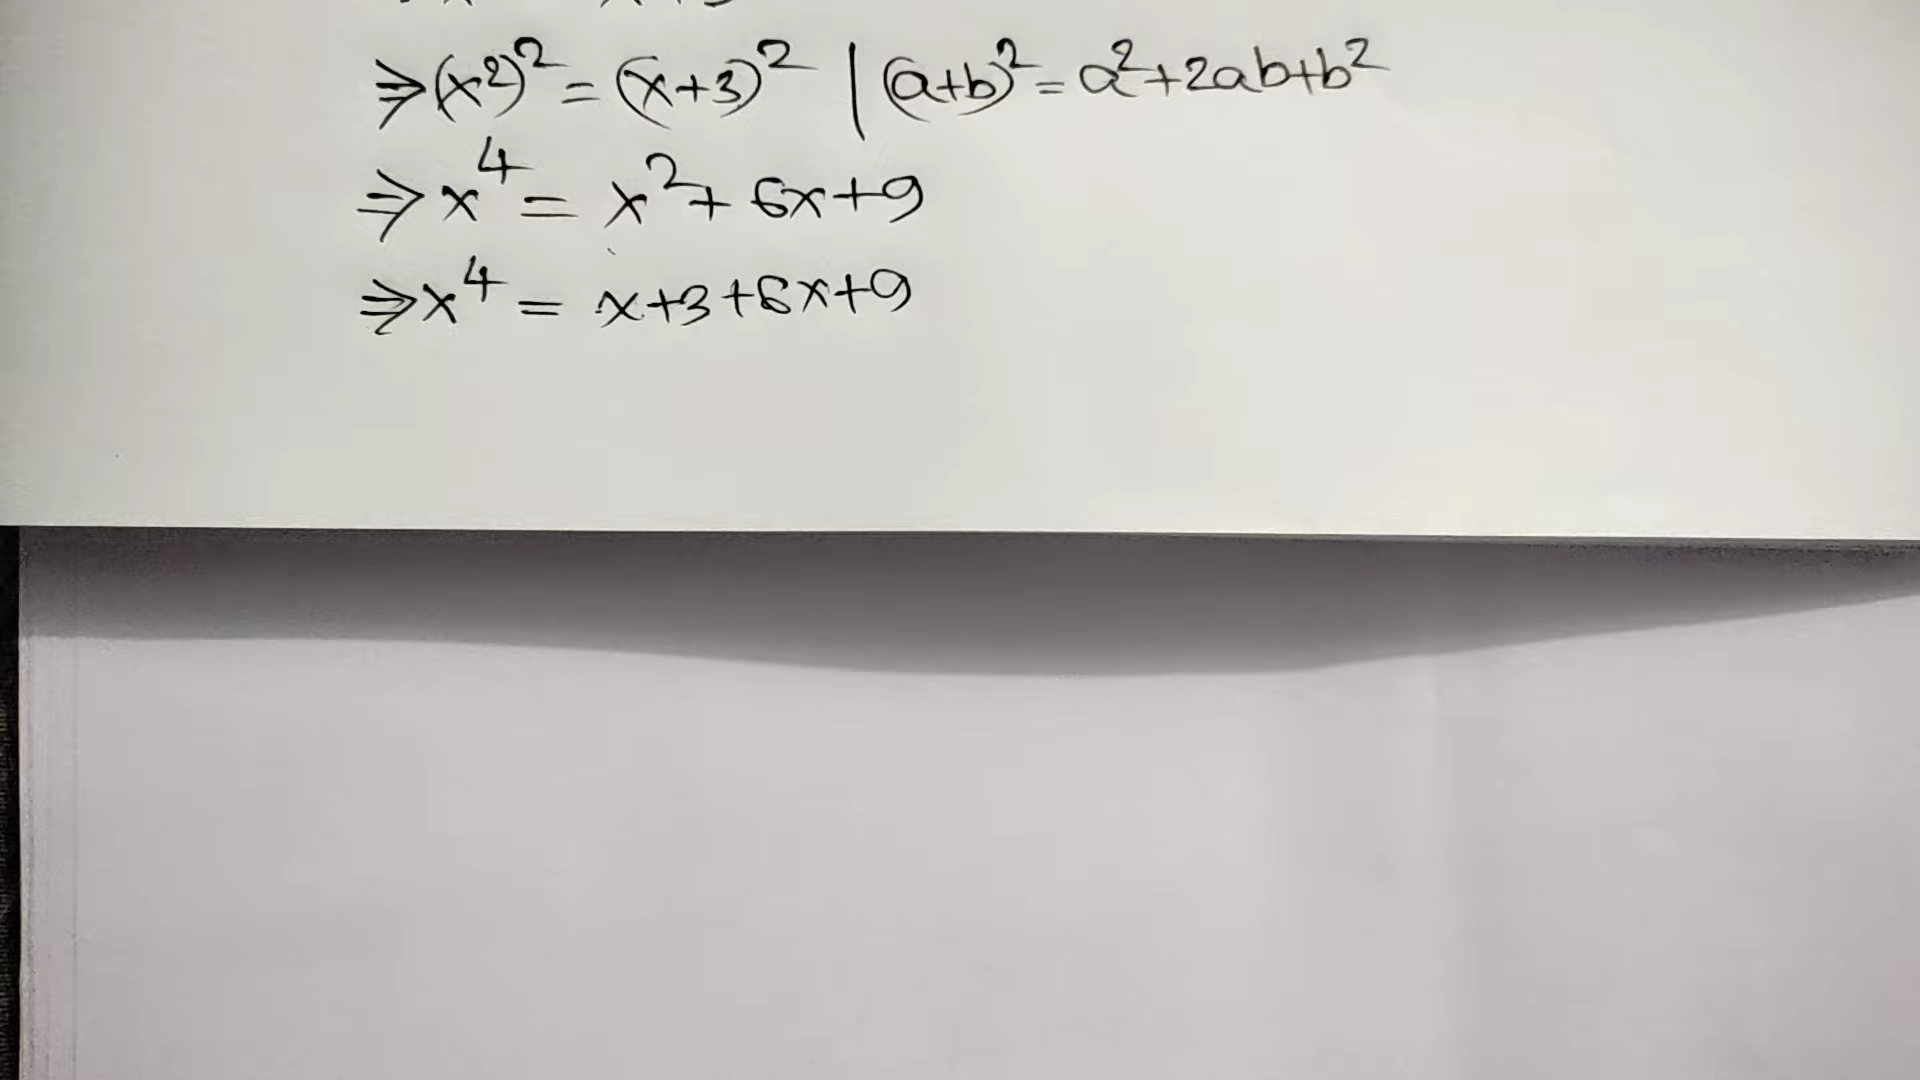 ⇒(x²)² = (x+3)² | (a+b)² = a²+2ab+b²
⇒x⁴ = x²+6x+9
⇒x⁴ = x+3+6x+9